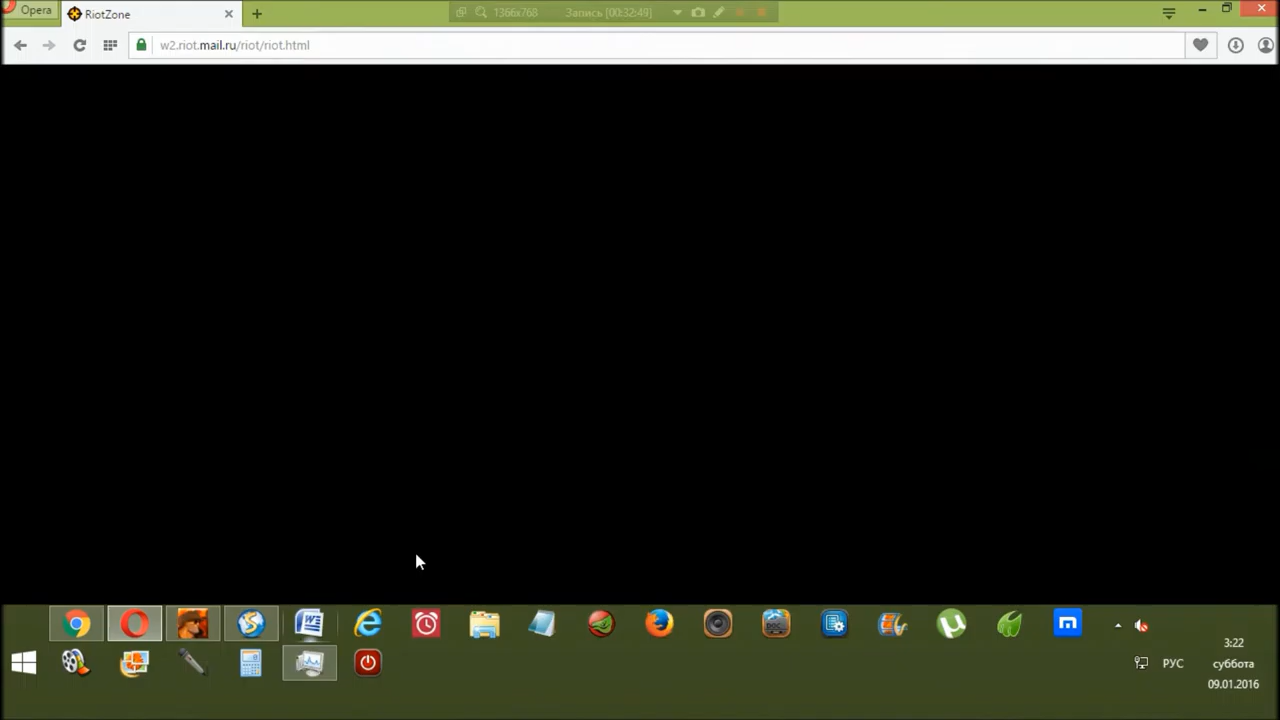 Opera
RiotZone
1366x768
Запись [00:32:49]
w2.riot.mail.ru/riot/riot.html
W
DOC
m
РУС
3:22
суббота
09.01.2016